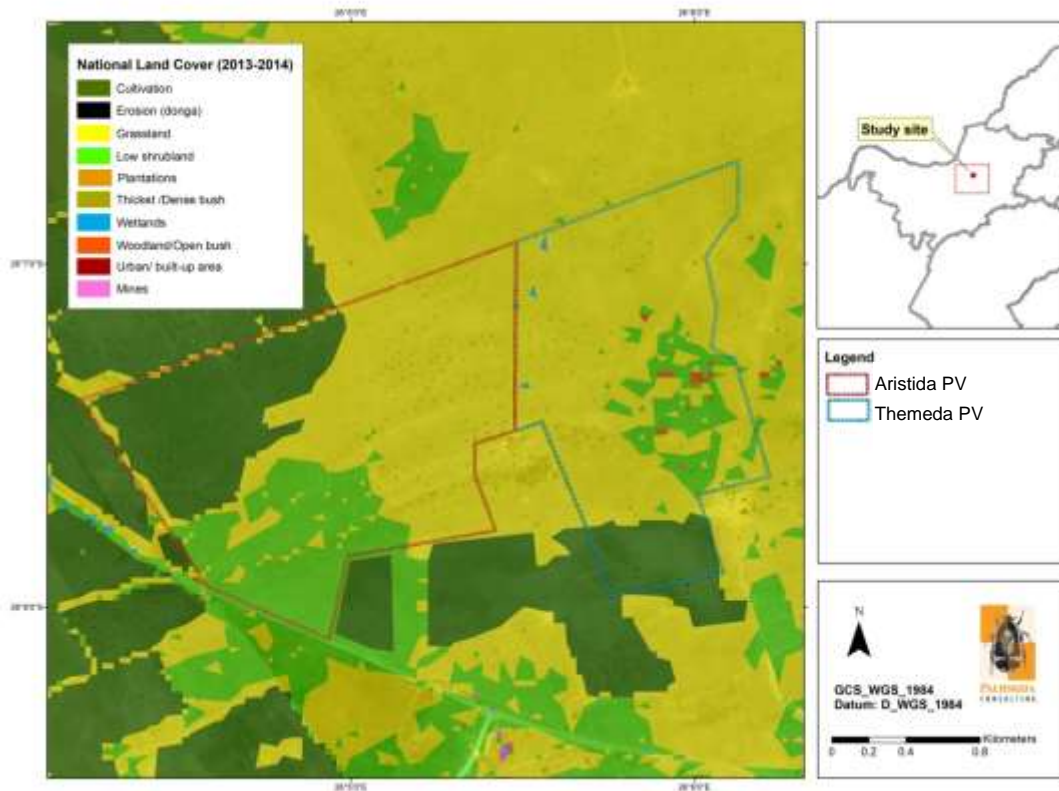 National Land Cover (2013-2014)
Cultivation
Erosion (donga)
Grassland
Low shrubland
Plantations
Thicket /Dense bush
Wetlands
Woodland/Open bush
Urban/ built-up area
Mines
Study site
Legend
Aristida PV
Themeda PV
N
GCS_WGS_1984
Datum: D_WGS_1984
CONSULTING
Kilometers
0 0.2 0.4 0.8